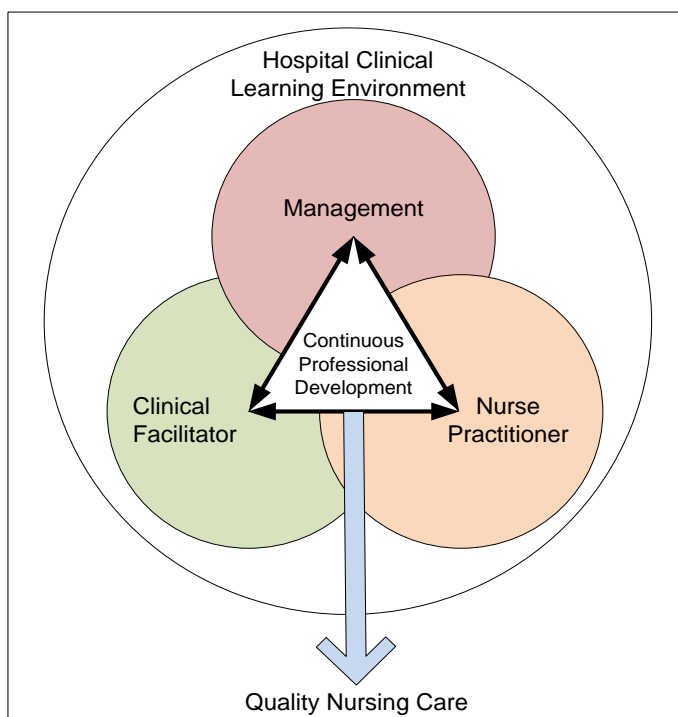 Hospital Clinical
Learning Environment
Management
Continuous
Professional
Development
Clinical
Facilitator
Nurse
Practitioner
Quality Nursing Care